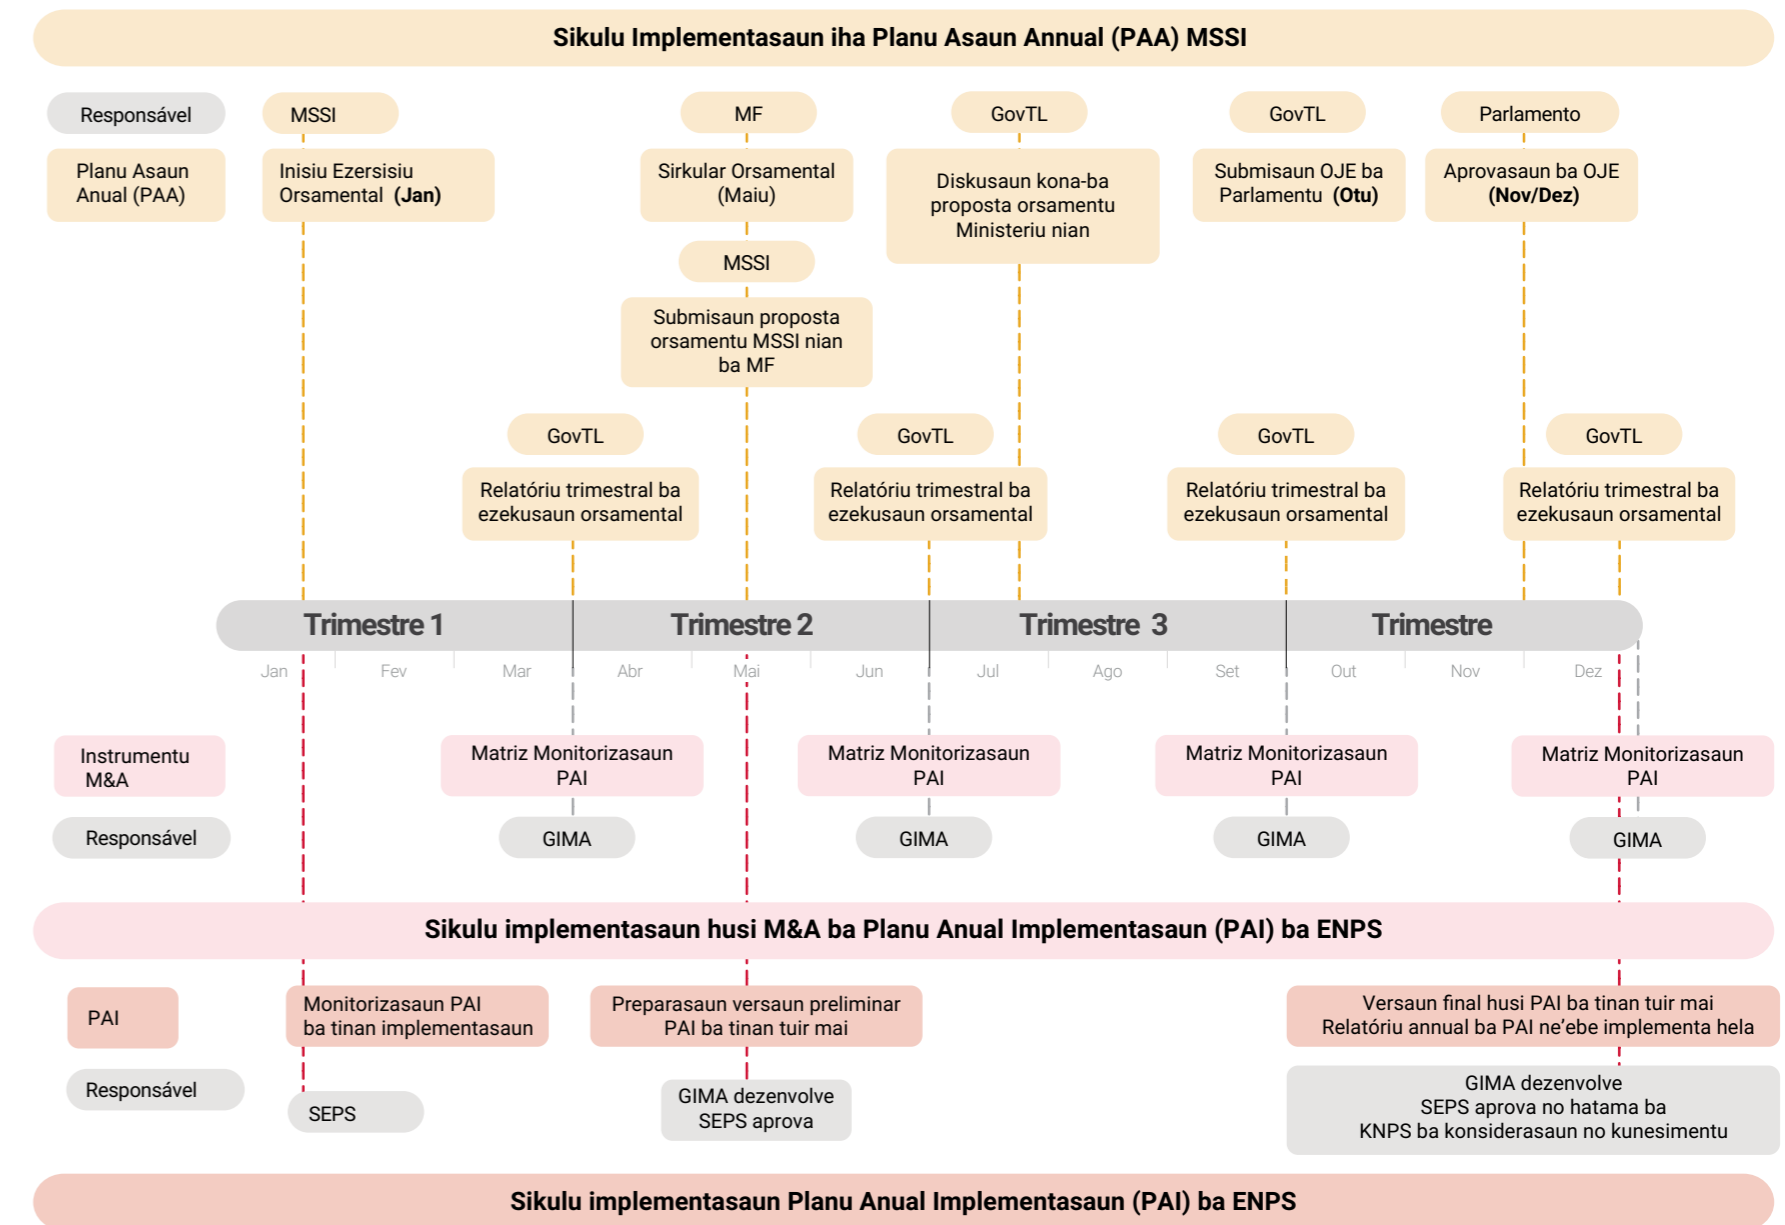 Sikulu Implementasaun iha Planu Asaun Annual (PAA) MSSI
Responsável
MSSI
MF
GovTL
GovTL
Parlamento
Planu Asaun
Anual (PAA)
Inisiu Ezersisiu
Orsamental (Jan)
Sirkular Orsamental
(Maiu)
Diskusaun kona-ba
proposta orsamentu
Ministeriu nian
Submisaun OJE ba
Parlamentu (Otu)
Aprovasaun ba OJE
(Nov/Dez)
MSSI
Submisaun proposta
orsamentu MSSI nian
ba MF
GovTL
GovTL
GovTL
GovTL
Relatóriu trimestral ba
ezekusaun orsamental
Relatóriu trimestral ba
ezekusaun orsamental
Relatóriu trimestral ba
ezekusaun orsamental
Relatóriu trimestral ba
ezekusaun orsamental
Trimestre 1
Trimestre 2
Trimestre 3
Trimestre
Jan
Fev
Mar
Abr
Mai
Jun
Jul
Ago
Set
Out
Nov
Dez
Instrumentu
M&A
Matriz Monitorizasaun
PAI
Matriz Monitorizasaun
PAI
Matriz Monitorizasaun
PAI
Matriz Monitorizasaun
PAI
Responsável
GIMA
GIMA
GIMA
GIMA
Sikulu implementasaun husi M&A ba Planu Anual Implementasaun (PAI) ba ENPS
PAI
Monitorizasaun PAI
ba tinan implementasaun
Preparasaun versaun preliminar
PAI ba tinan tuir mai
Versaun final husi PAI ba tinan tuir mai
Relatóriu annual ba PAI ne'ebe implementa hela
Responsável
SEPS
GIMA dezenvolve
SEPS aprova
GIMA dezenvolve
SEPS aprova no hatama ba
KNPS ba konsiderasaun no kunesimentu
Sikulu implementasaun Planu Anual Implementasaun (PAI) ba ENPS